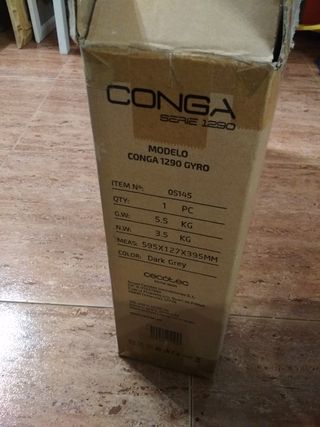 CONGA
SERIE 1290
MODELO
CONGA 1290 GYRO
ITEM Nº: 05145
QTY: 1 PC
G.W: 5.5 KG
N.W: 3.5 KG
MEAS: 595X127X395MM
COLOR: Dark Grey
cecotec